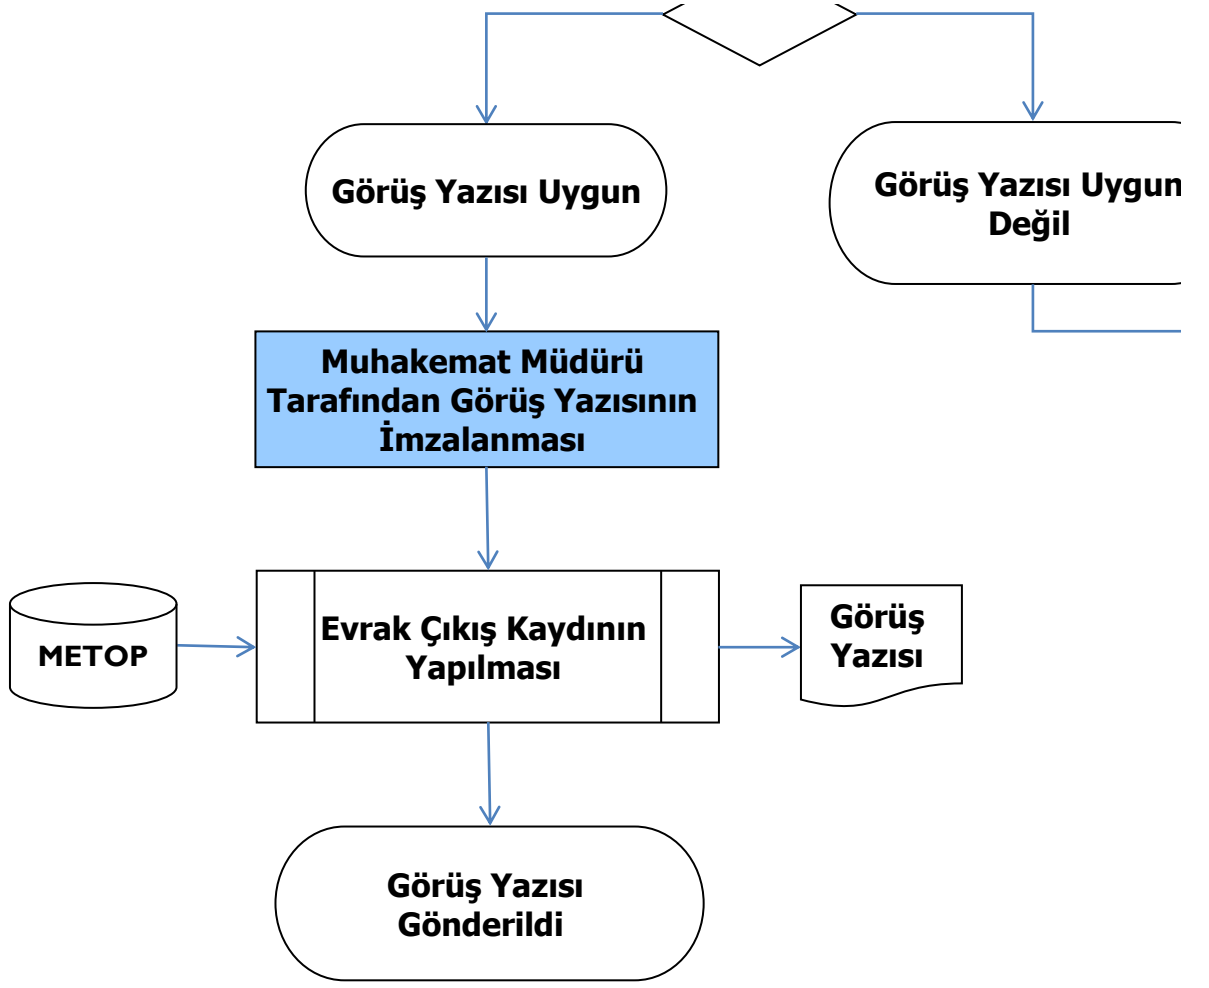 Görüş Yazısı Uygun
Görüş Yazısı Uygun
Değil
Muhakemat Müdürü
Tarafından Görüş Yazısının
İmzalanması
METOP
Evrak Çıkış Kaydının
Yapılması
Görüş
Yazısı
Görüş Yazısı
Gönderildi